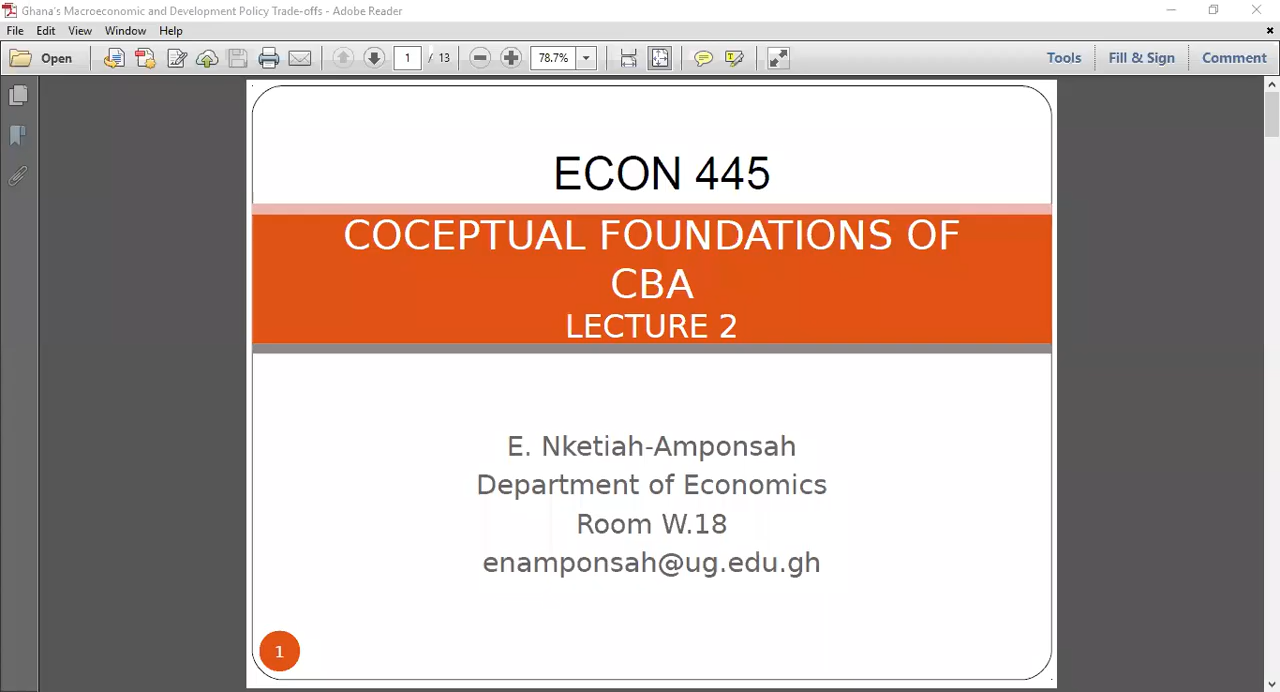 Ghana's Macroeconomic and Development Policy Trade-offs - Adobe Reader
File Edit View Window Help
Open 1 / 13 78.7% Tools Fill & Sign Comment
ECON 445
COCEPTUAL FOUNDATIONS OF
CBA
LECTURE 2
E. Nketiah-Amponsah
Department of Economics
Room W.18
enamponsah@ug.edu.gh
1